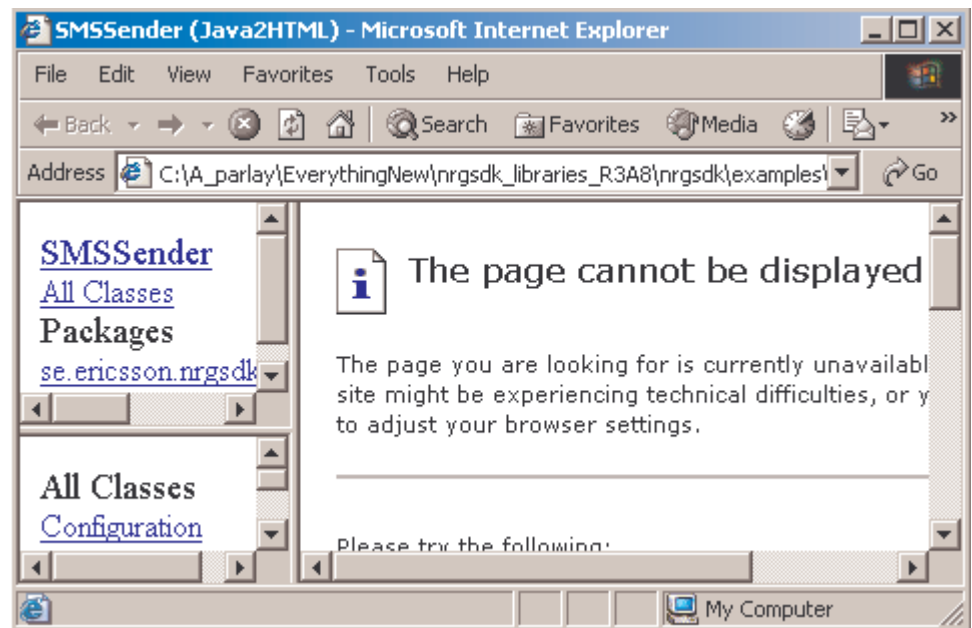 SMSSender (Java2HTML) - Microsoft Internet Explorer
File Edit View Favorites Tools Help
Back Search Favorites Media »
Address C:\A_parlay\EverythingNew\nrgsdk_libraries_R3A8\nrgsdk\examples\ Go
SMSSender
All Classes
Packages
se.ericsson.nrgsdk
All Classes
Configuration
i
The page cannot be displayed
The page you are looking for is currently unavailabl
site might be experiencing technical difficulties, or y
to adjust your browser settings.
Please try the following:
My Computer